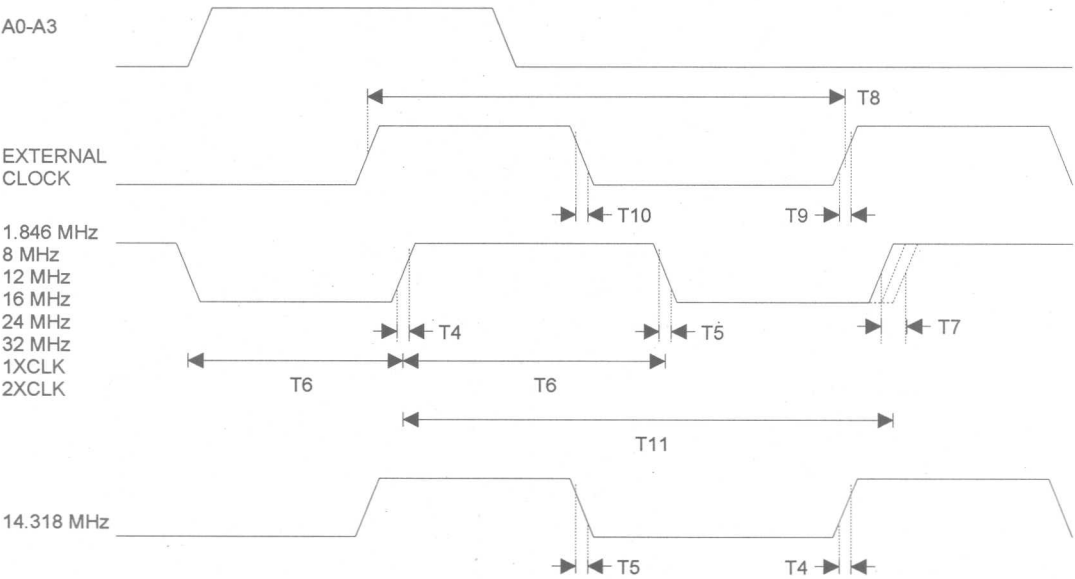 A0-A3
T8
EXTERNAL
CLOCK
T10
T9
1.846 MHz
8 MHz
12 MHz
16 MHz
24 MHz
32 MHz
1XCLK
2XCLK
T4
T5
T7
T6
T6
T11
14.318 MHz
T5
T4